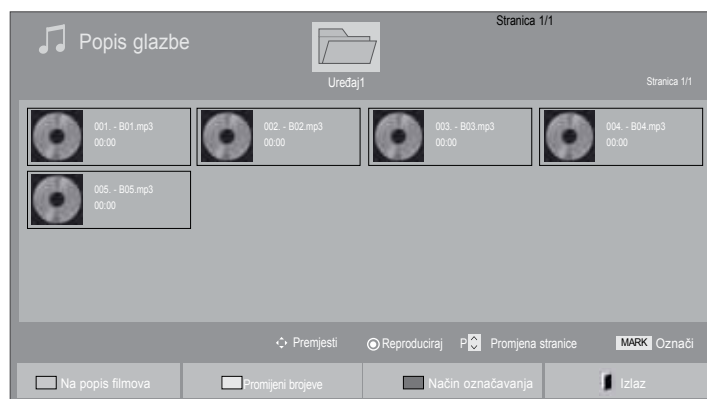 Stranica 1/1
Popis glazbe
Uređaj1
Stranica 1/1
001. - B01.mp3
00:00
002. - B02.mp3
00:00
003. - B03.mp3
00:00
004. - B04.mp3
00:00
005. - B05.mp3
00:00
Premjesti
Reproduciraj
P Promjena stranice
MARK Označi
Na popis filmova
Promijeni brojeve
Način označavanja
Izlaz